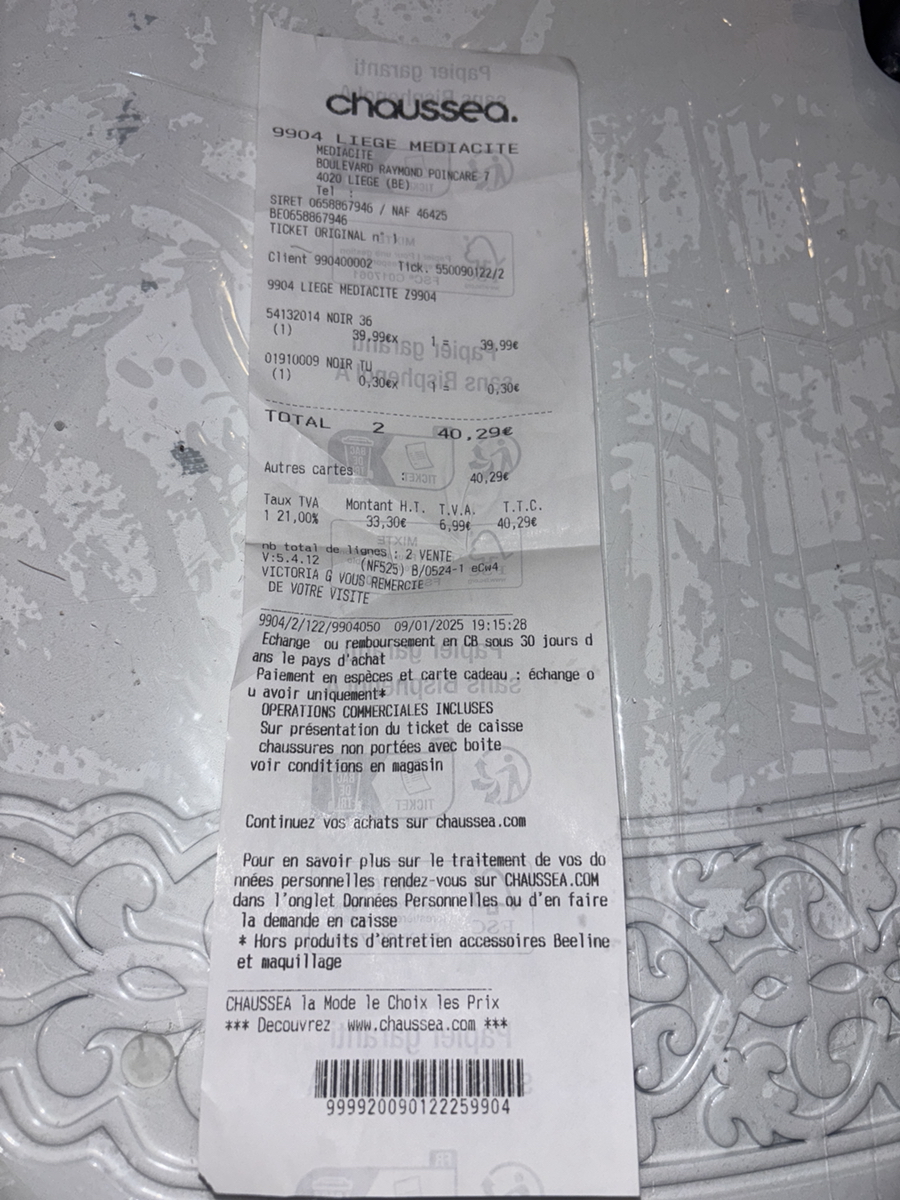 chaussea.
9904 LIEGE MEDIACITE
MEDIACITE
BOULEVARD RAYMOND POINCARE 7
4020 LIEGE (BE)
Tel :
SIRET 0658867946 / NAF 46425
BE0658867946
TICKET ORIGINAL n° 1
Client 990400002 Tick. 550090122/2
9904 LIEGE MEDIACITE Z9904
54132014 NOIR 36
(1) 39,99€x 1 = 39,99€
01910009 NOIR TU
(1) 0,30€x 1 = 0,30€
TOTAL 2 40,29€
Autres cartes : 40,29€
Taux TVA Montant H.T. T.V.A. T.T.C.
1 21,00% 33,30€ 6,99€ 40,29€
nb total de lignes : 2 VENTE
V:5.4.12 (NF525) B/0524-1 eCw4
VICTORIA G VOUS REMERCIE
DE VOTRE VISITE
9904/2/122/9904050 09/01/2025 19:15:28
Echange ou remboursement en CB sous 30 jours d
ans le pays d'achat
Paiement en espèces et carte cadeau : échange o
u avoir uniquement*
OPERATIONS COMMERCIALES INCLUSES
Sur présentation du ticket de caisse
chaussures non portées avec boite
voir conditions en magasin
Continuez vos achats sur chaussea.com
Pour en savoir plus sur le traitement de vos do
nnées personnelles rendez-vous sur CHAUSSEA.COM
dans l'onglet Données Personnelles ou d'en faire
la demande en caisse
* Hors produits d'entretien accessoires Beeline
et maquillage
CHAUSSEA la Mode le Choix les Prix
*** Decouvrez www.chaussea.com ***
999920090122259904